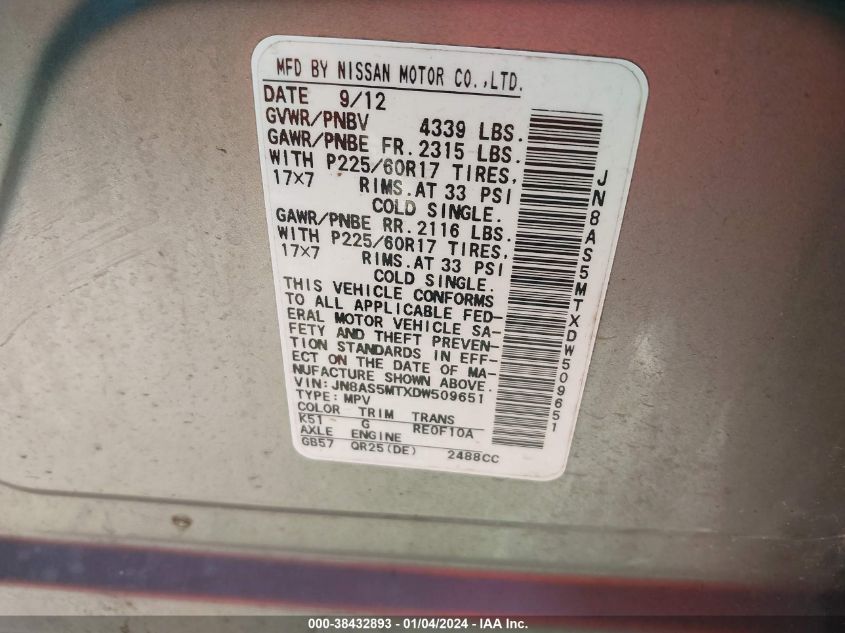 MFD BY NISSAN MOTOR CO.,LTD.
DATE 9/12
GVWR/PNBV 4339 LBS.
GAWR/PNBE FR. 2315 LBS.
WITH P225/60R17 TIRES,
17×7 RIMS.AT 33 PSI
COLD SINGLE.
GAWR/PNBE RR. 2116 LBS.
WITH P225/60R17 TIRES,
17×7 RIMS.AT 33 PSI
COLD SINGLE.
THIS VEHICLE CONFORMS
TO ALL APPLICABLE FED-
ERAL MOTOR VEHICLE SA-
FETY AND THEFT PREVEN-
TION STANDARDS IN EFF-
ECT ON THE DATE OF MA-
NUFACTURE SHOWN ABOVE.
VIN: JN8AS5MTXDW509651
TYPE: MPV
COLOR TRIM TRANS
K51 G RE0F10A
AXLE ENGINE
GB57 QR25(DE) 2488CC
JN8AS5MTXDW509651
000-38432893 - 01/04/2024 - IAA Inc.